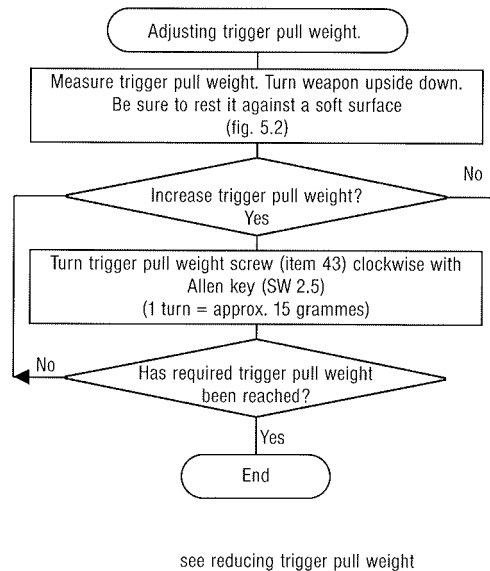 Adjusting trigger pull weight.
Measure trigger pull weight. Turn weapon upside down.
Be sure to rest it against a soft surface
(fig. 5.2)
No
Increase trigger pull weight?
Yes
Turn trigger pull weight screw (item 43) clockwise with
Allen key (SW 2.5)
(1 turn = approx. 15 grammes)
No
Has required trigger pull weight
been reached?
Yes
End
see reducing trigger pull weight